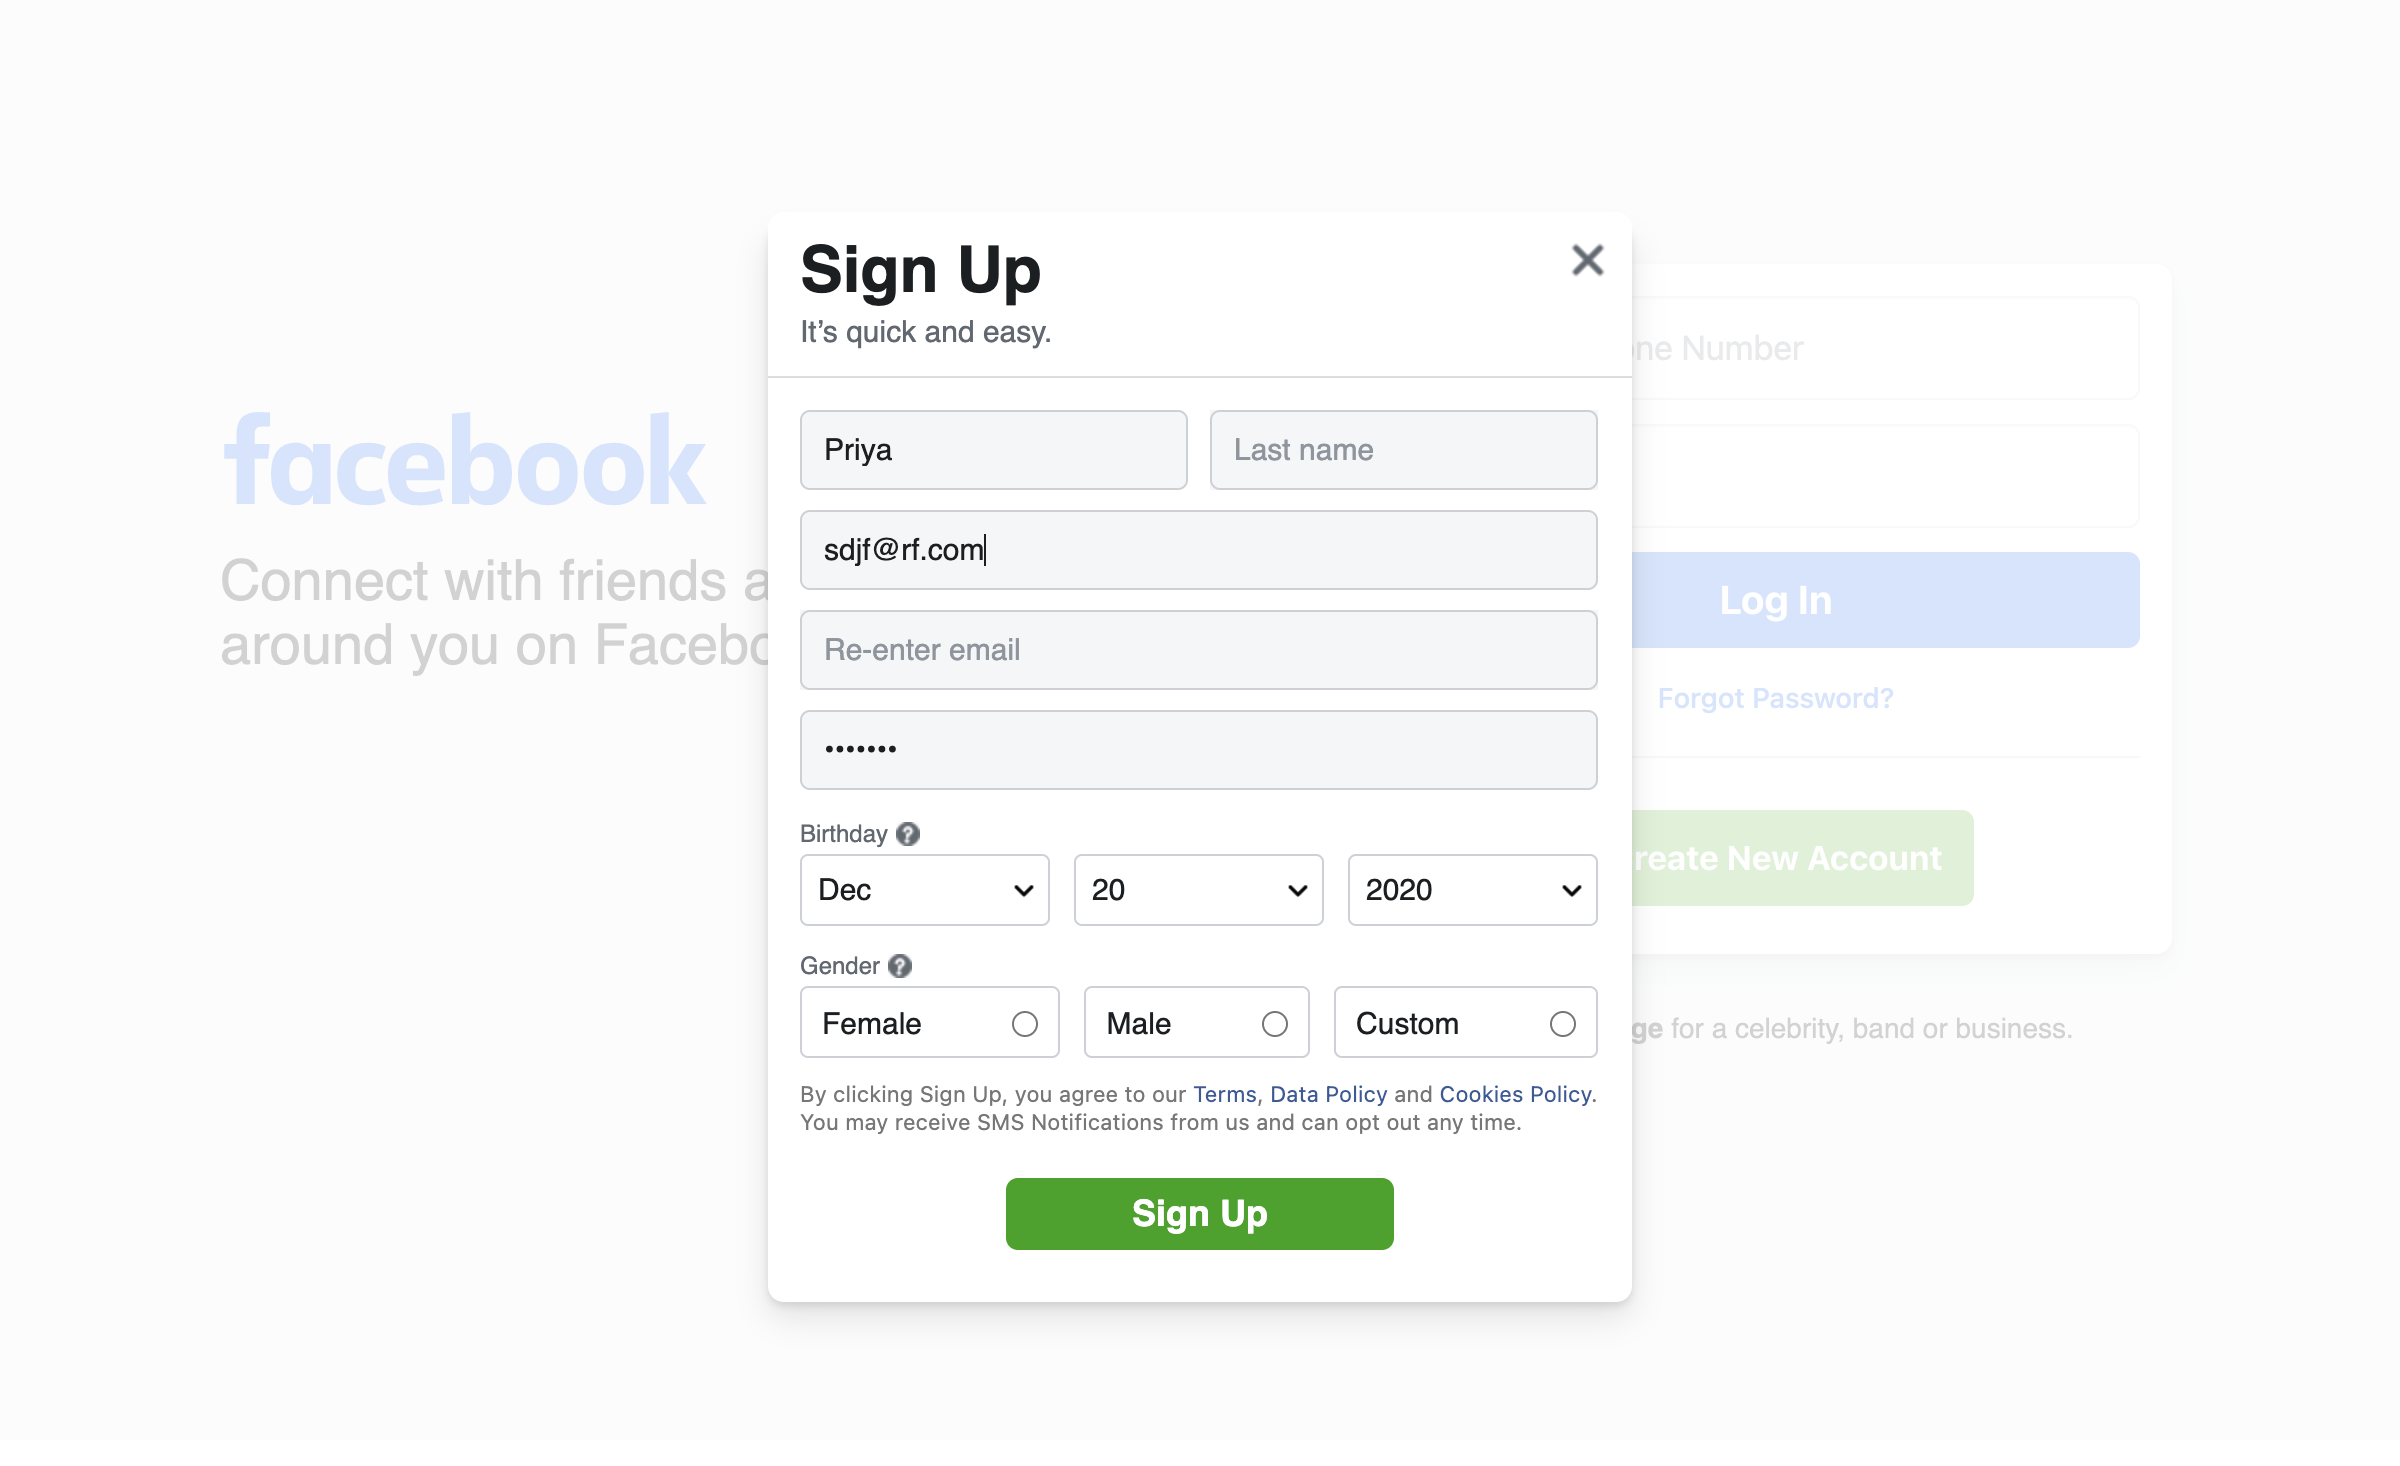 Sign Up
It's quick and easy.
facebook
Connect with friends a
around you on Facebo
Priya
Last name
sdjf@rf.com
Re-enter email
•••••••
Birthday ?
Dec
20
2020
Gender ?
Female
Male
Custom
By clicking Sign Up, you agree to our Terms, Data Policy and Cookies Policy.
You may receive SMS Notifications from us and can opt out any time.
Sign Up
ne Number
Log In
Forgot Password?
reate New Account
ge for a celebrity, band or business.